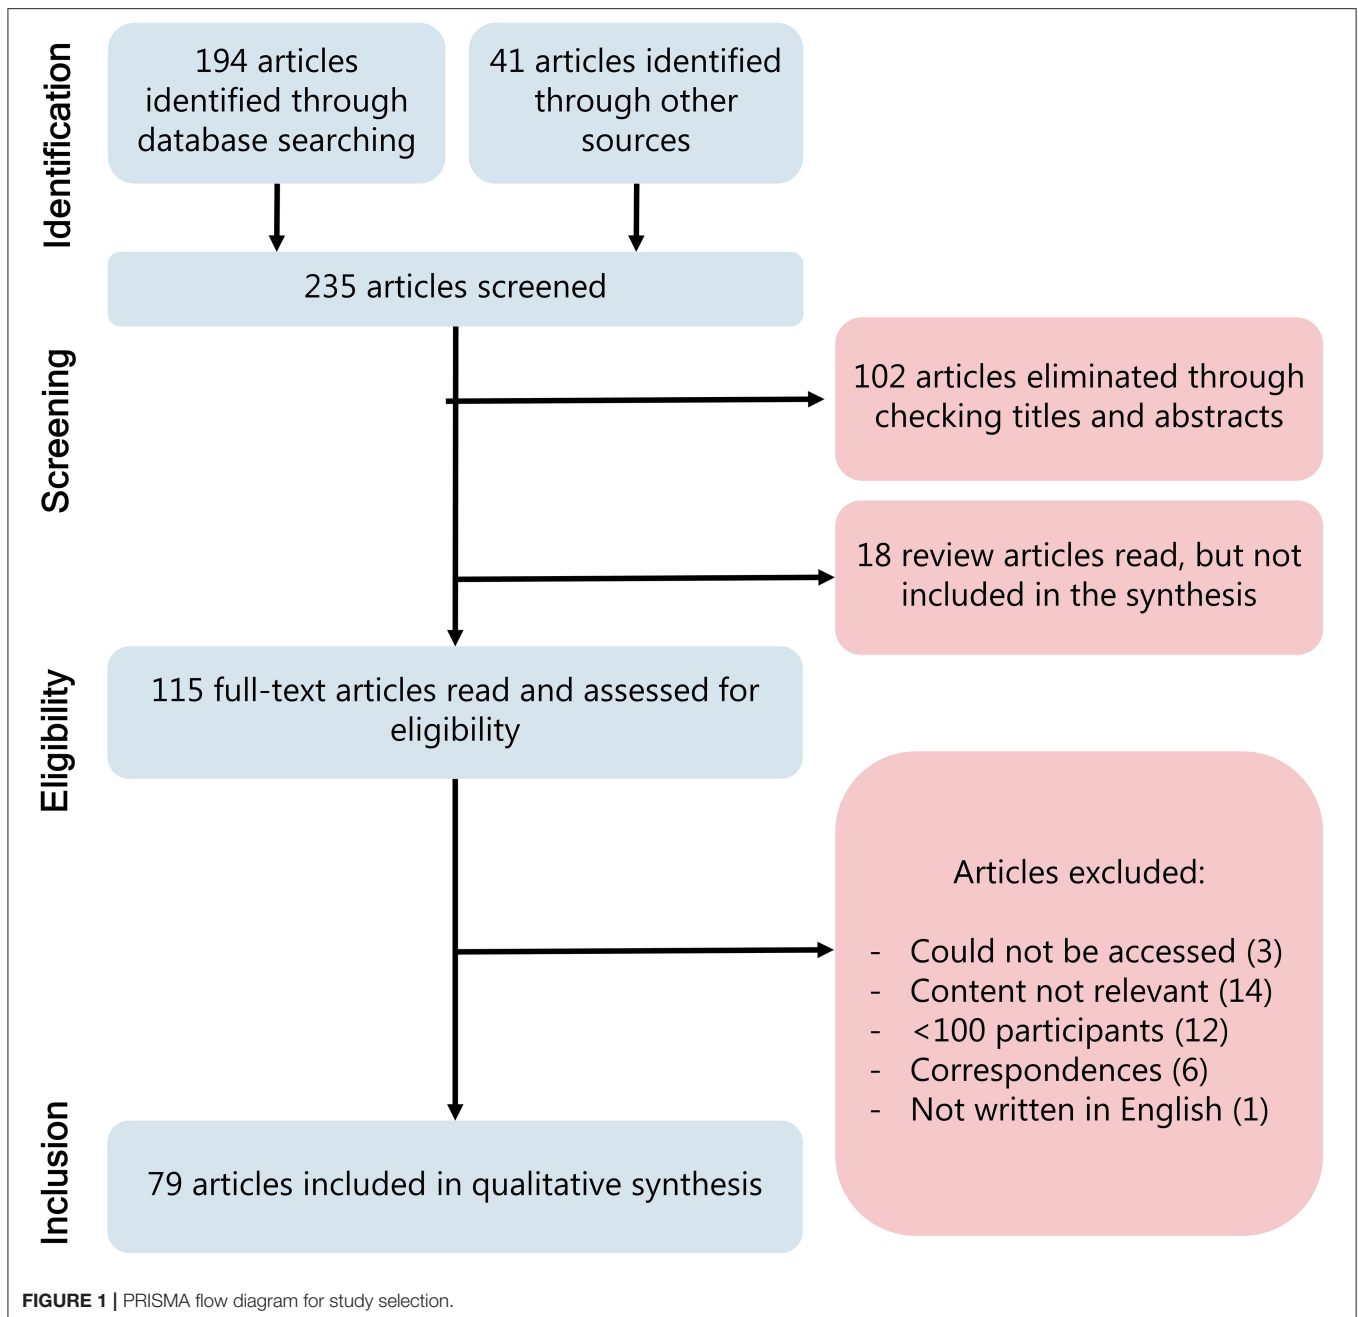 Identification
194 articles
identified through
database searching
41 articles identified
through other
sources
235 articles screened
Screening
102 articles eliminated through
checking titles and abstracts
18 review articles read, but not
included in the synthesis
Eligibility
115 full-text articles read and assessed for
eligibility
Articles excluded:
- Could not be accessed (3)
- Content not relevant (14)
- <100 participants (12)
- Correspondences (6)
- Not written in English (1)
Inclusion
79 articles included in qualitative synthesis
FIGURE 1 | PRISMA flow diagram for study selection.